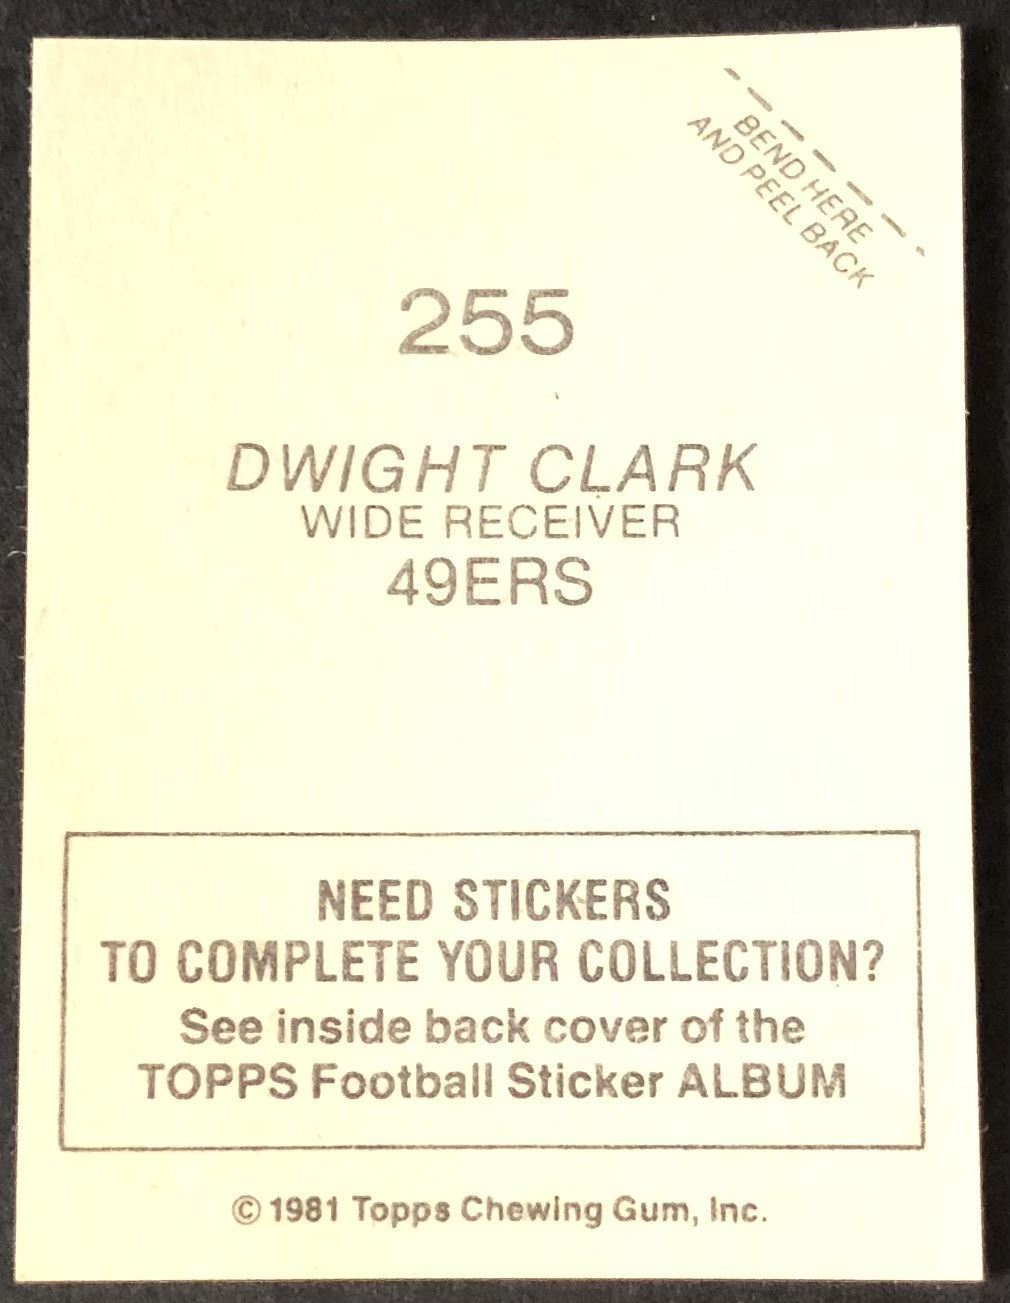 BEND HERE
AND PEEL BACK
255
DWIGHT CLARK
WIDE RECEIVER
49ERS
NEED STICKERS
TO COMPLETE YOUR COLLECTION?
See inside back cover of the
TOPPS Football Sticker ALBUM
© 1981 Topps Chewing Gum, Inc.